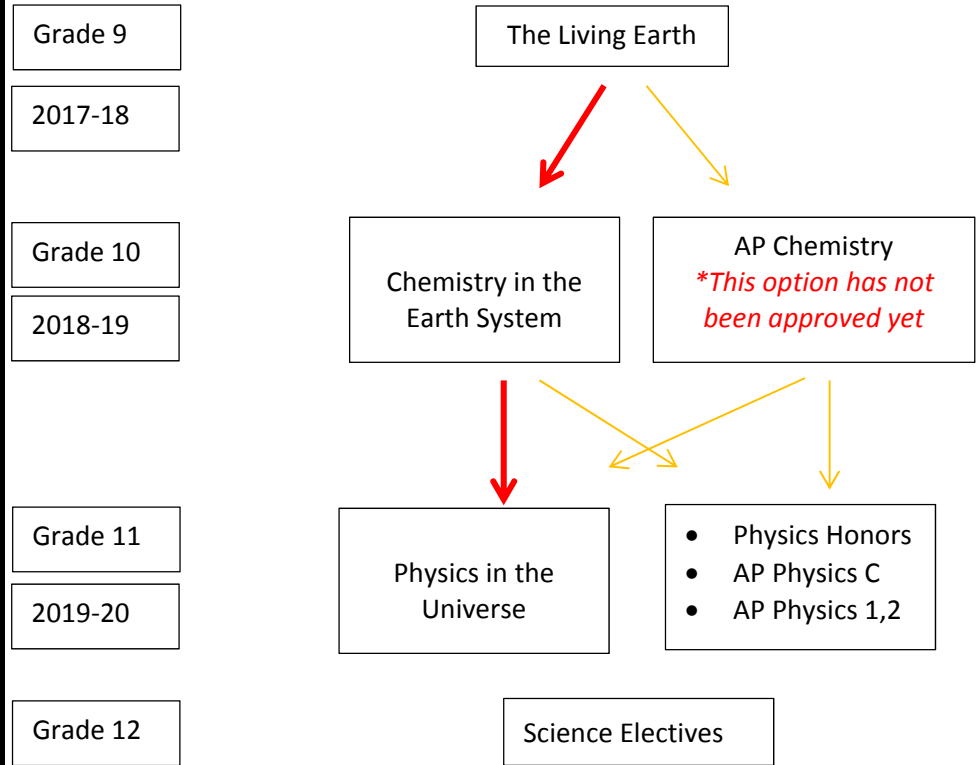 Grade 9
The Living Earth
2017-18
Grade 10
2018-19
Chemistry in the
Earth System
AP Chemistry
*This option has not
been approved yet
Grade 11
2019-20
Physics in the
Universe
• Physics Honors
• AP Physics C
• AP Physics 1,2
Grade 12
Science Electives